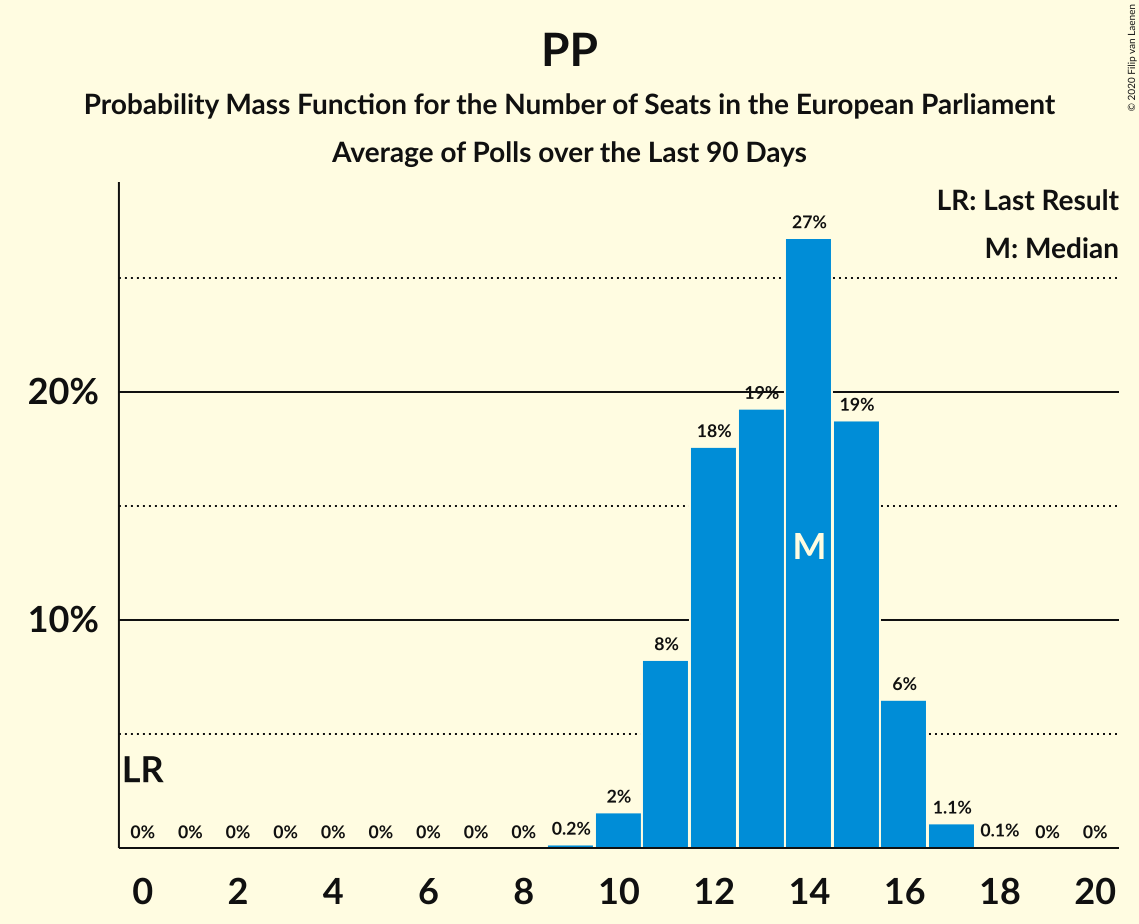 PP
Probability Mass Function for the Number of Seats in the European Parliament
Average of Polls over the Last 90 Days
© 2020 Filip van Laenen
LR: Last Result
M: Median
27%
20%
19%
19%
18%
M
10%
8%
6%
LR
2%
1.1%
0% 0% 0% 0% 0% 0% 0% 0% 0% 0.2% 0.1% 0% 0%
0 2 4 6 8 10 12 14 16 18 20